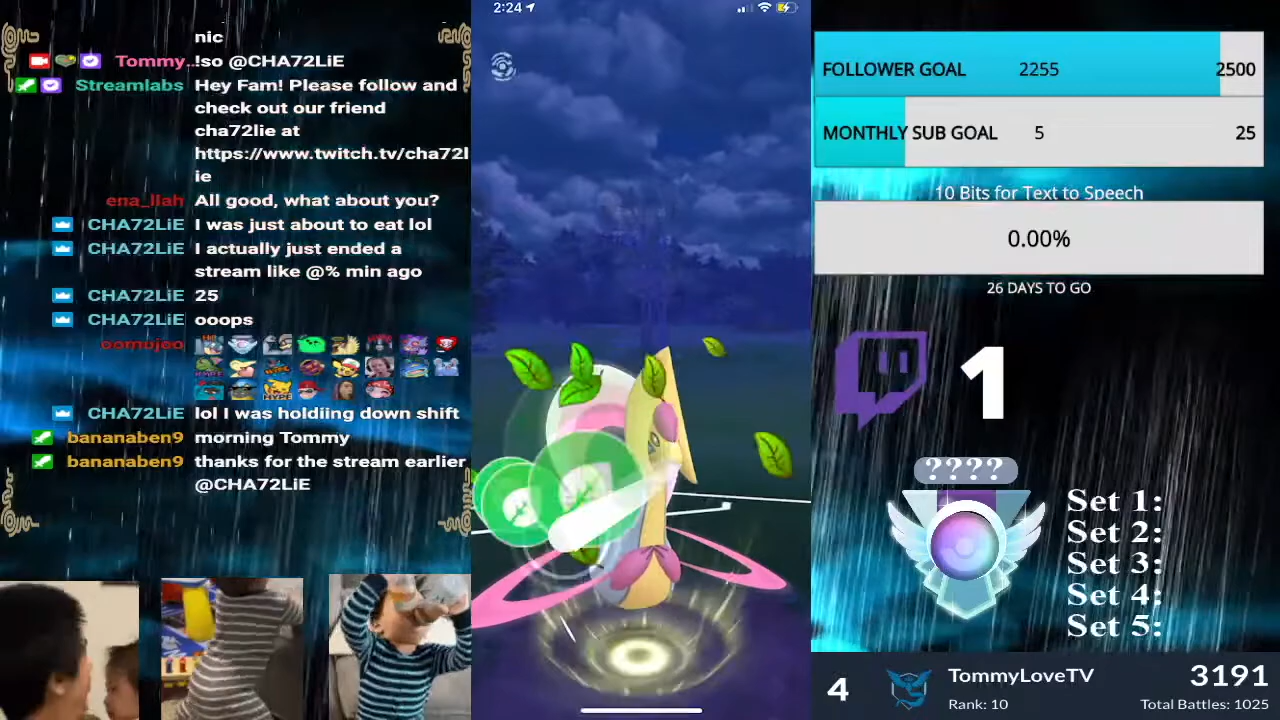 nic
Tommy..!so @CHA72LiE
Streamlabs Hey Fam! Please follow and
check out our friend
cha72lie at
https://www.twitch.tv/cha72l
ie
ena_llah All good, what about you?
CHA72LiE I was just about to eat lol
CHA72LiE I actually just ended a
stream like @% min ago
CHA72LiE 25
CHA72LiE ooops
oomujoo
CHA72LiE lol I was holdiing down shift
bananaben9 morning Tommy
bananaben9 thanks for the stream earlier
@CHA72LiE
2:24
FOLLOWER GOAL 2255 2500
MONTHLY SUB GOAL 5 25
10 Bits for Text to Speech
0.00%
26 DAYS TO GO
1
????
Set 1:
Set 2:
Set 3:
Set 4:
Set 5:
4 TommyLoveTV 3191
Rank: 10 Total Battles: 1025